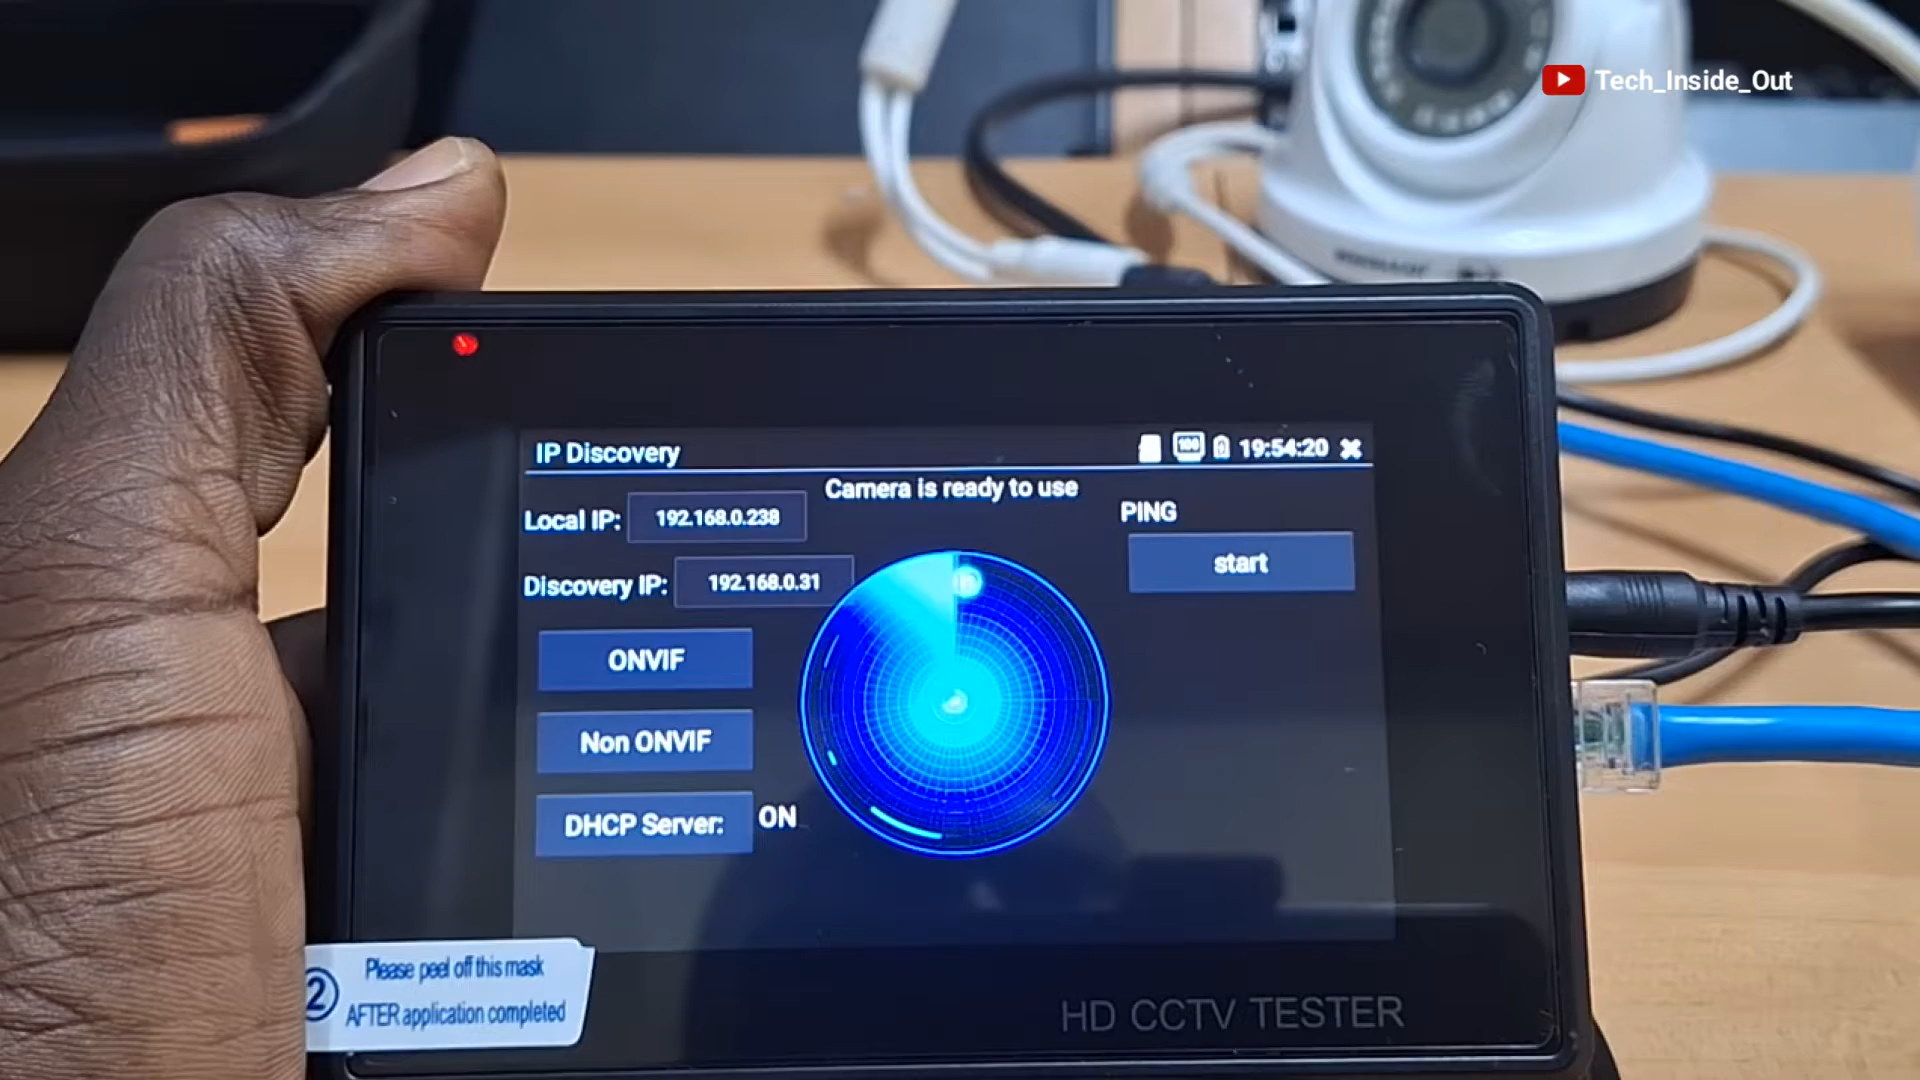 Tech_Inside_Out
IP Discovery
100
19:54:20
Camera is ready to use
Local IP: 192.168.0.238
PING
start
Discovery IP: 192.168.0.31
ONVIF
Non ONVIF
DHCP Server: ON
2
Please peel off this mask
AFTER application completed
HD CCTV TESTER